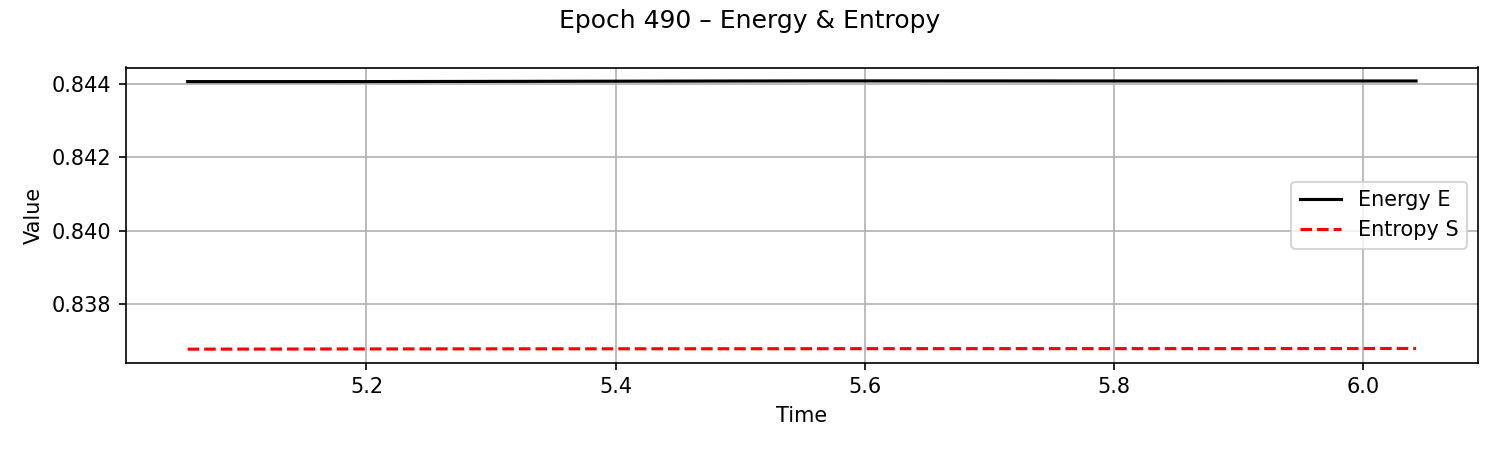 Epoch 490 – Energy & Entropy
Value
0.844
0.842
0.840
0.838
Energy E
Entropy S
5.2 5.4 5.6 5.8 6.0
Time